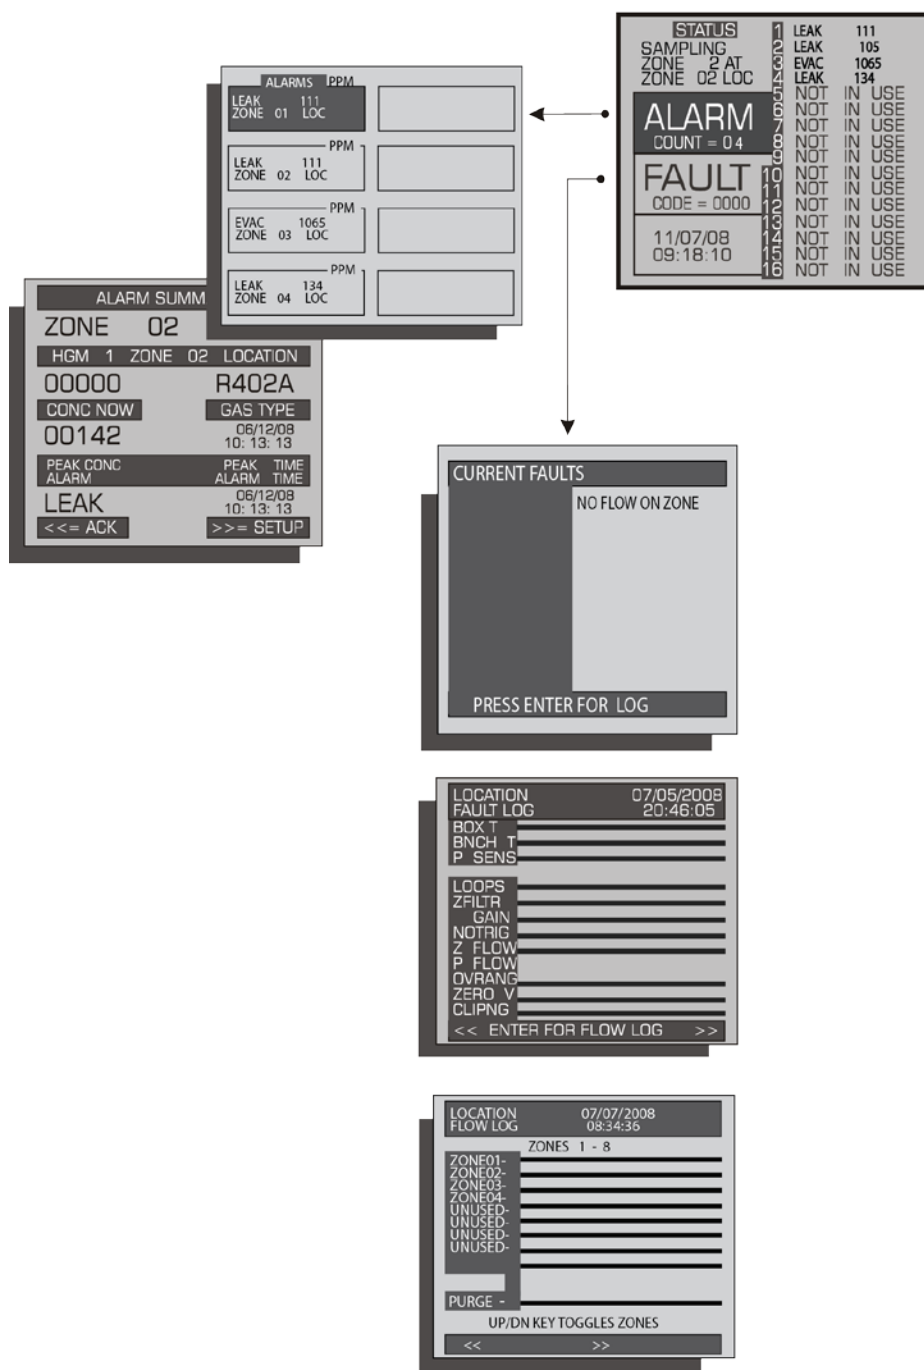 STATUS
SAMPLING
ZONE 2 AT
ZONE 02 LOC
ALARM
COUNT = 04
FAULT
CODE = 0000
11/07/08
09:18:10
1 LEAK 111
2 LEAK 105
3 EVAC 1065
4 LEAK 134
5 NOT IN USE
6 NOT IN USE
7 NOT IN USE
8 NOT IN USE
9 NOT IN USE
10 NOT IN USE
11 NOT IN USE
12 NOT IN USE
13 NOT IN USE
14 NOT IN USE
15 NOT IN USE
16 NOT IN USE
ALARMS PPM
LEAK 111
ZONE 01 LOC
PPM
LEAK 111
ZONE 02 LOC
PPM
EVAC 1065
ZONE 03 LOC
PPM
LEAK 134
ZONE 04 LOC
ALARM SUMM
ZONE 02
HGM 1 ZONE 02 LOCATION
00000 R402A
CONC NOW GAS TYPE
00142 06/12/08
10: 13: 13
PEAK CONC PEAK TIME
ALARM ALARM TIME
LEAK 06/12/08
10: 13: 13
<<= ACK >>= SETUP
CURRENT FAULTS
NO FLOW ON ZONE
PRESS ENTER FOR LOG
LOCATION 07/05/2008
FAULT LOG 20:46:05
BOX T
BNCH T
P SENS
LOOPS
ZFILTR
GAIN
NOTRIG
Z FLOW
P FLOW
OVRANG
ZERO V
CLIPNG
<< ENTER FOR FLOW LOG >>
LOCATION 07/07/2008
FLOW LOG 08:34:36
ZONES 1 - 8
ZONE01-
ZONE02-
ZONE03-
ZONE04-
UNUSED-
UNUSED-
UNUSED-
UNUSED-
PURGE -
UP/DN KEY TOGGLES ZONES
<< >>